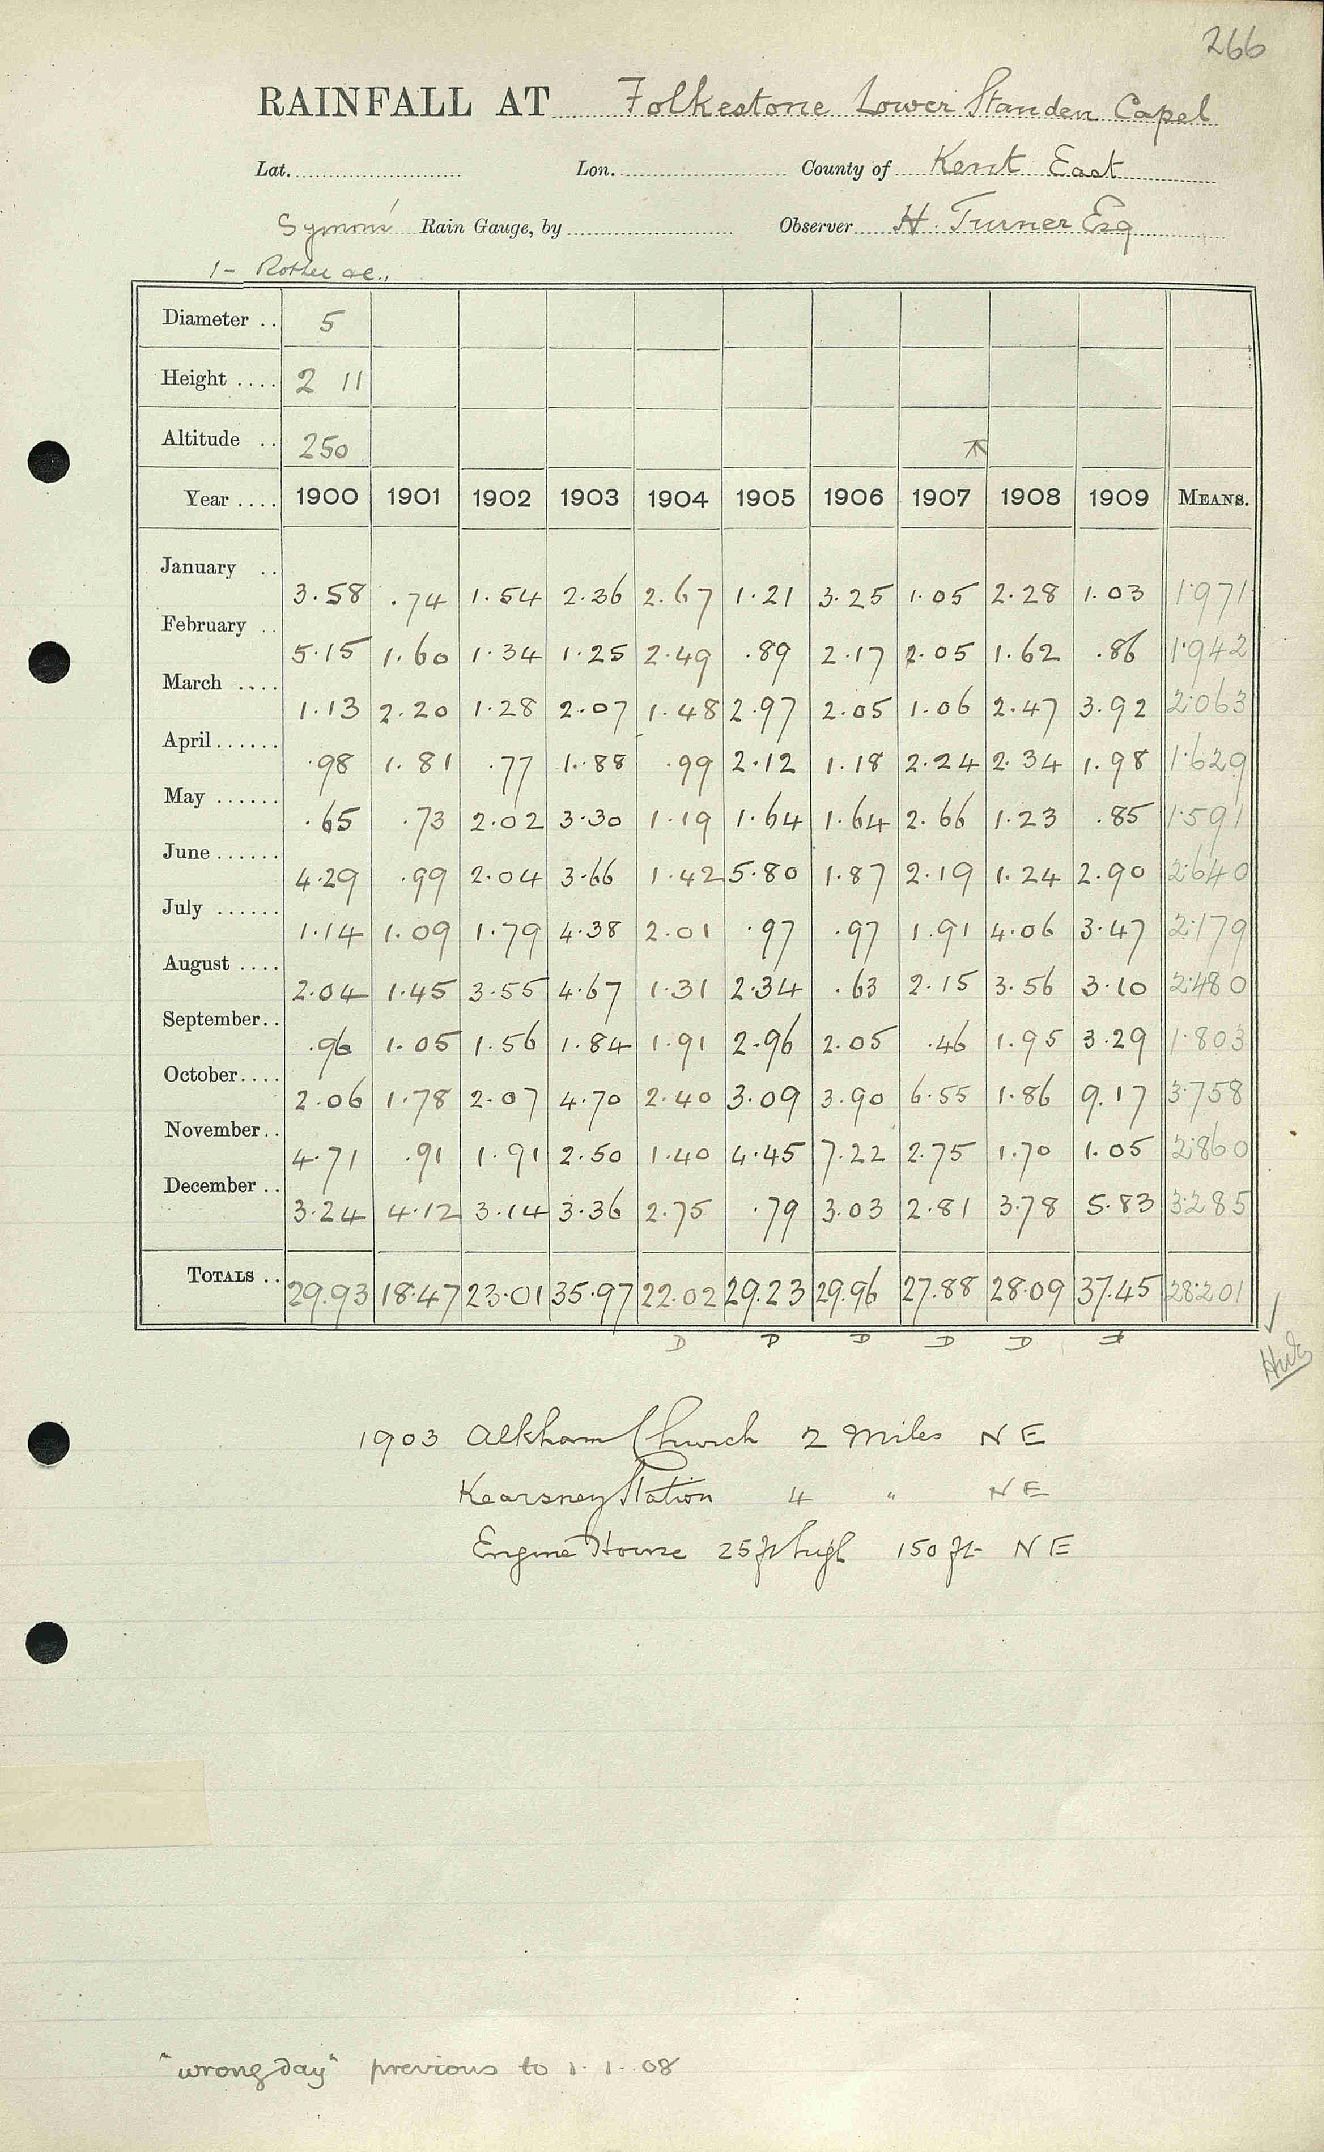 266
RAINFALL AT Folkestone Lower Standen Capel
Lat. Lon. County of Kent East
Symons' Rain Gauge, by Observer H. Turner Esq
1 - Rother &c.,
Diameter .. 5
Height .... 2 11
Altitude .. 250
Year .... 1900 1901 1902 1903 1904 1905 1906 1907 1908 1909 MEANS.
January .. 3.58 .74 1.54 2.36 2.67 1.21 3.25 1.05 2.28 1.03 1.971
February .. 5.15 1.60 1.34 1.25 2.49 .89 2.17 2.05 1.62 .86 1.942
March .... 1.13 2.20 1.28 2.07 1.48 2.97 2.05 1.06 2.47 3.92 2.063
April ...... .98 1.81 .77 1.88 .99 2.12 1.18 2.24 2.34 1.98 1.629
May ...... .65 .73 2.02 3.30 1.19 1.64 1.64 2.66 1.23 .85 1.591
June ...... 4.29 .99 2.04 3.66 1.42 5.80 1.87 2.19 1.24 2.90 2.640
July ...... 1.14 1.09 1.79 4.38 2.01 .97 .97 1.91 4.06 3.47 2.179
August .... 2.04 1.45 3.55 4.67 1.31 2.34 .63 2.15 3.56 3.10 2.480
September.. .96 1.05 1.56 1.84 1.91 2.96 2.05 .46 1.95 3.29 1.803
October.... 2.06 1.78 2.07 4.70 2.40 3.09 3.90 6.55 1.86 9.17 3.758
November.. 4.71 .91 1.91 2.50 1.40 4.45 7.22 2.75 1.70 1.05 2.860
December .. 3.24 4.12 3.14 3.36 2.75 .79 3.03 2.81 3.78 5.83 3.285
TOTALS .. 29.93 18.47 23.01 35.97 22.02 29.23 29.96 27.88 28.09 37.45 28.201
D D D D D
1903 Alkham Church 2 Miles NE
Kearsney Station 4 " NE
Engine House 25 ft high 150 ft NE
"wrong day" previous to 1.1.08